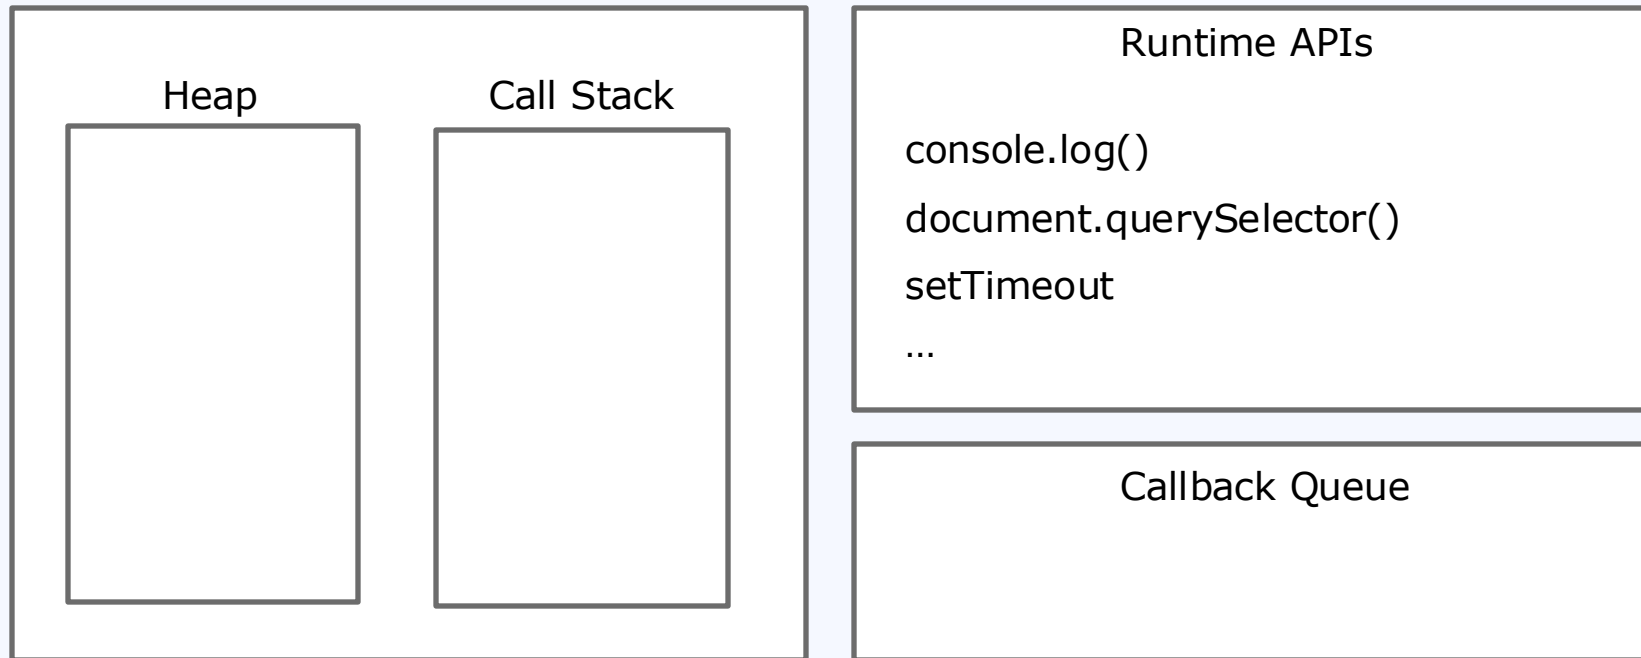 Heap
Call Stack
Runtime APIs
console.log()
document.querySelector()
setTimeout
...
Callback Queue